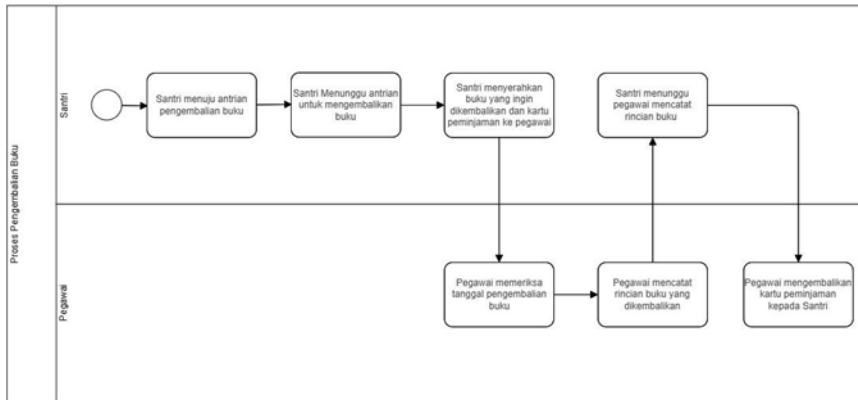 Proses Pengembalian Buku
Santri
Santri menuju antrian
pengembalian buku
Santri Menunggu antrian
untuk mengembalikan
buku
Santri menyerahkan
buku yang ingin
dikembalikan dan kartu
peminjaman ke pegawai
Santri menunggu
pegawai mencatat
rincian buku
Pegawai
Pegawai memeriksa
tanggal pengembalian
buku
Pegawai mencatat
rincian buku yang
dikembalikan
Pegawai mengembalikan
kartu peminjaman
kepada Santri